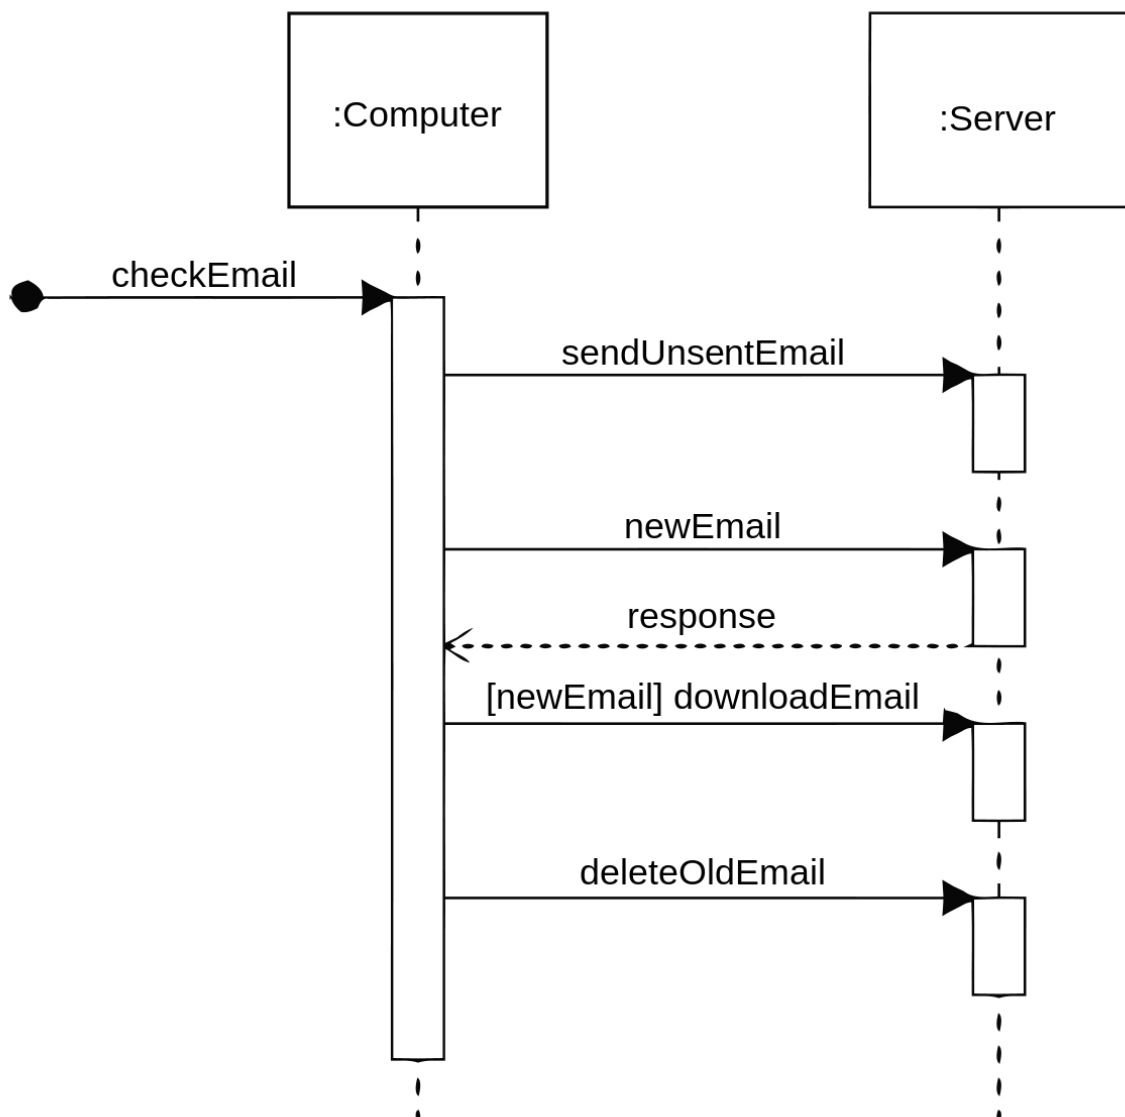 :Computer
:Server
checkEmail
sendUnsentEmail
newEmail
response
[newEmail] downloadEmail
deleteOldEmail